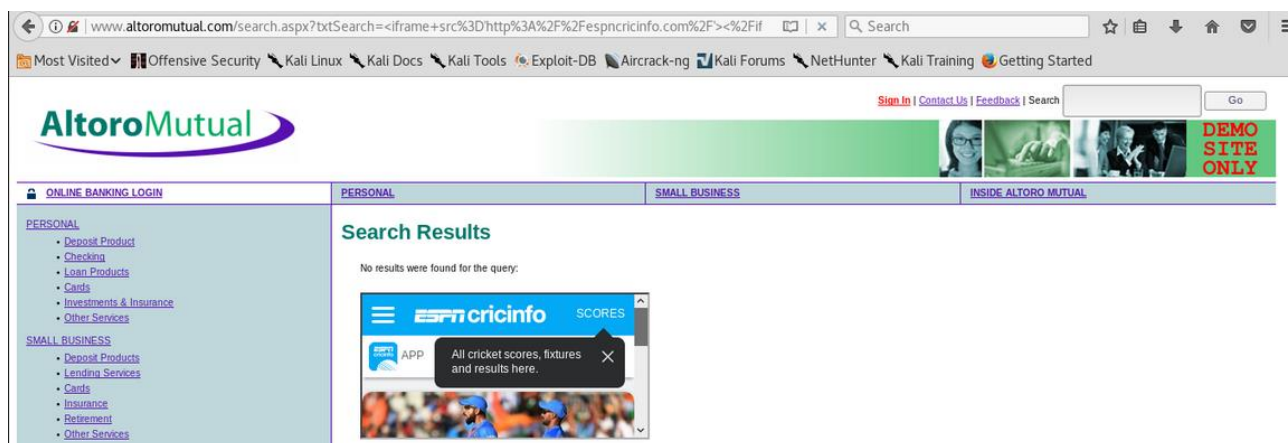 www.altoromutual.com/search.aspx?txtSearch=<iframe+src%3D'http%3A%2F%2Fespncricinfo.com%2F'><%2Fif
Search
Most Visited Offensive Security Kali Linux Kali Docs Kali Tools Exploit-DB Aircrack-ng Kali Forums NetHunter Kali Training Getting Started
Sign In | Contact Us | Feedback | Search Go
AltoroMutual
DEMO
SITE
ONLY
ONLINE BANKING LOGIN PERSONAL SMALL BUSINESS INSIDE ALTORO MUTUAL
PERSONAL
• Deposit Product
• Checking
• Loan Products
• Cards
• Investments & Insurance
• Other Services
SMALL BUSINESS
• Deposit Products
• Lending Services
• Cards
• Insurance
• Retirement
• Other Services
Search Results
No results were found for the query:
ESPN cricinfo SCORES
APP
All cricket scores, fixtures
and results here.